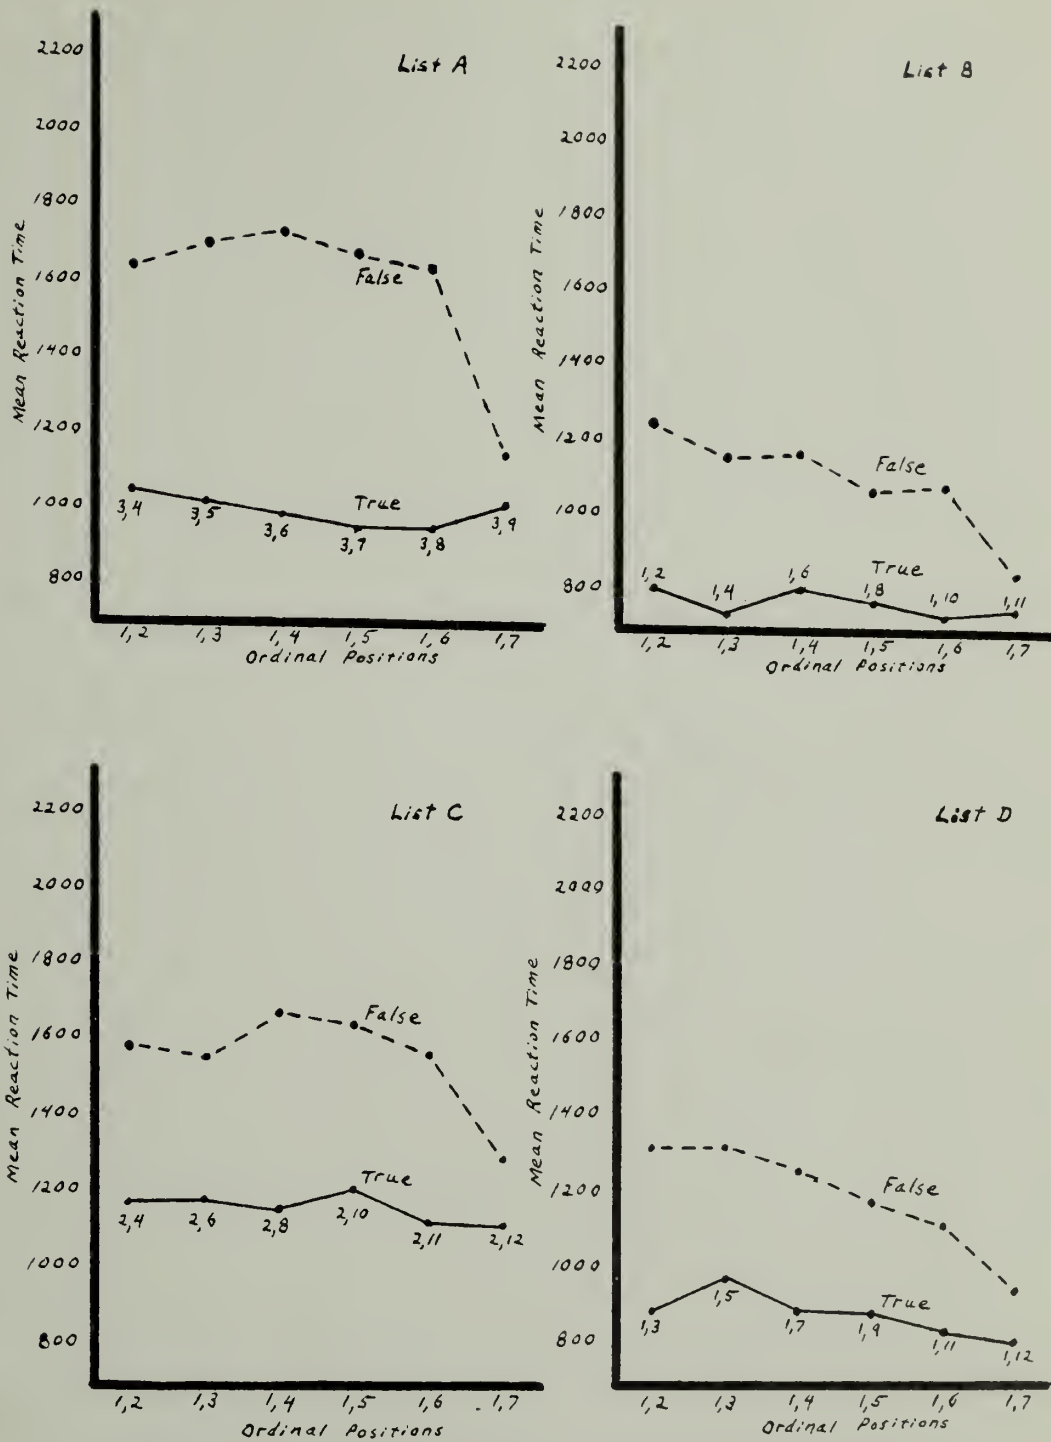 List A
2200
2000
1800
1600
1400
1200
1000
800
Mean Reaction Time
False
True
3,4 3,5 3,6 3,7 3,8 3,9
1,2 1,3 1,4 1,5 1,6 1,7
Ordinal Positions
List B
2200
2000
1800
1600
1400
1200
1000
800
Mean Reaction Time
False
True
1,2 1,4 1,6 1,8 1,10 1,11
1,2 1,3 1,4 1,5 1,6 1,7
Ordinal Positions
List C
2200
2000
1800
1600
1400
1200
1000
800
Mean Reaction Time
False
True
2,4 2,6 2,8 2,10 2,11 2,12
1,2 1,3 1,4 1,5 1,6 1,7
Ordinal Positions
List D
2200
2000
1800
1600
1400
1200
1000
800
Mean Reaction Time
False
True
1,3 1,5 1,7 1,9 1,11 1,12
1,2 1,3 1,4 1,5 1,6 1,7
Ordinal Positions